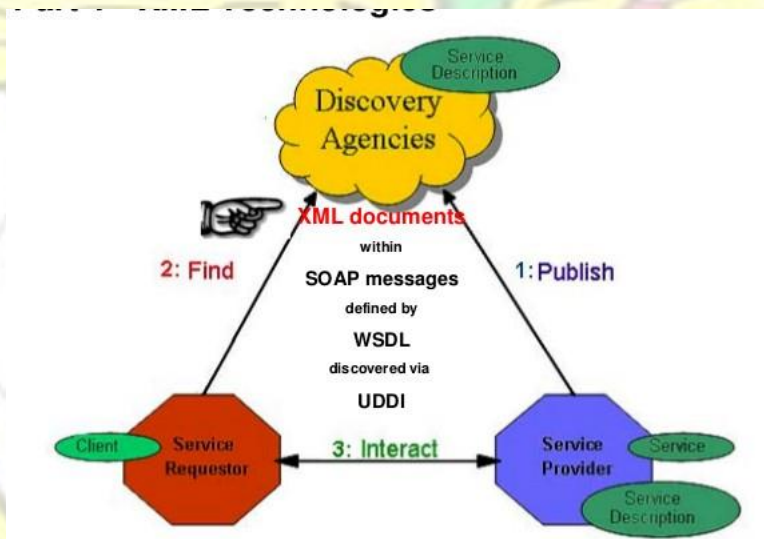 Service
Description
Discovery
Agencies
XML documents
within
SOAP messages
defined by
WSDL
discovered via
UDDI
2: Find
1: Publish
Client
Service
Requestor
3: Interact
Service
Provider
Service
Service
Description